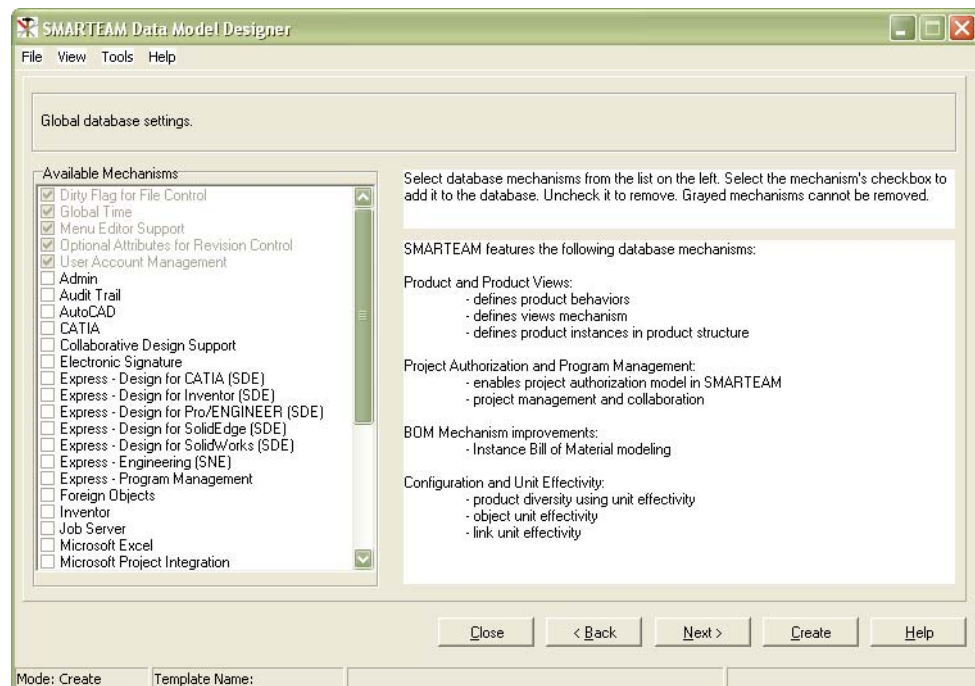 SMARTEAM Data Model Designer
File View Tools Help
Global database settings.
Available Mechanisms
Dirty Flag for File Control
Global Time
Menu Editor Support
Optional Attributes for Revision Control
User Account Management
Admin
Audit Trail
AutoCAD
CATIA
Collaborative Design Support
Electronic Signature
Express - Design for CATIA (SDE)
Express - Design for Inventor (SDE)
Express - Design for Pro/ENGINEER (SDE)
Express - Design for SolidEdge (SDE)
Express - Design for SolidWorks (SDE)
Express - Engineering (SNE)
Express - Program Management
Foreign Objects
Inventor
Job Server
Microsoft Excel
Microsoft Project Integration
Select database mechanisms from the list on the left. Select the mechanism's checkbox to
add it to the database. Uncheck it to remove. Grayed mechanisms cannot be removed.
SMARTEAM features the following database mechanisms:
Product and Product Views:
- defines product behaviors
- defines views mechanism
- defines product instances in product structure
Project Authorization and Program Management:
- enables project authorization model in SMARTEAM
- project management and collaboration
BOM Mechanism improvements:
- Instance Bill of Material modeling
Configuration and Unit Effectivity:
- product diversity using unit effectivity
- object unit effectivity
- link unit effectivity
Close < Back Next > Create Help
Mode: Create Template Name: